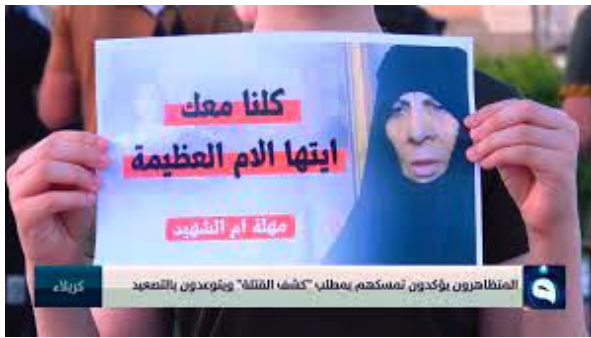 كلنا معك
ايتها الام العظيمة
مهلة ام الشهيد
المتظاهرون يؤكدون تمسكهم بمطلب "كشف القتلة" ويتوعدون بالتصعيد
كربلاء